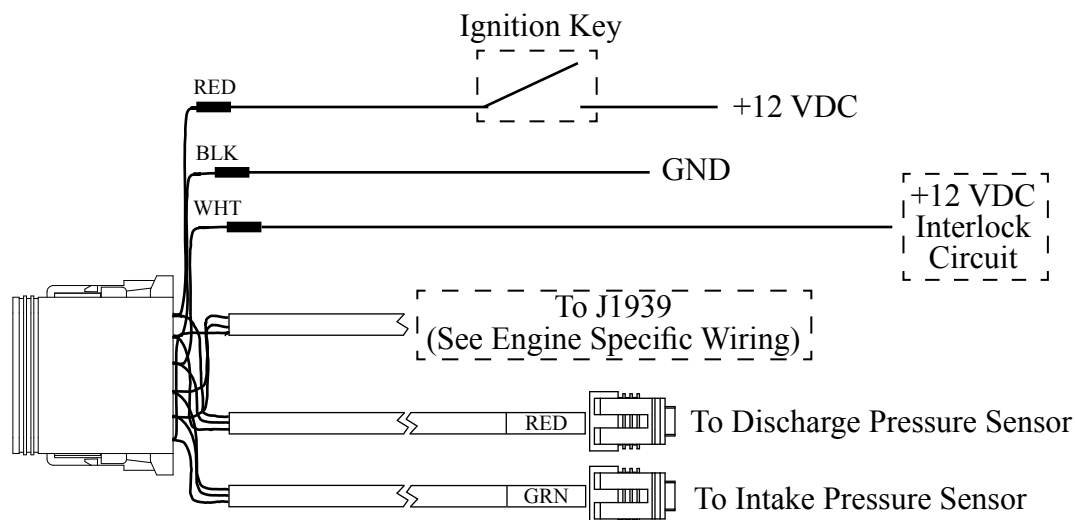 Ignition Key
RED
+12 VDC
BLK
GND
WHT
+12 VDC
Interlock
Circuit
To J1939
(See Engine Specific Wiring)
RED
To Discharge Pressure Sensor
GRN
To Intake Pressure Sensor